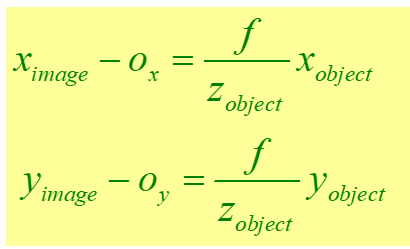 x_image − o_x = f / z_object x_object
y_image − o_y = f / z_object y_object